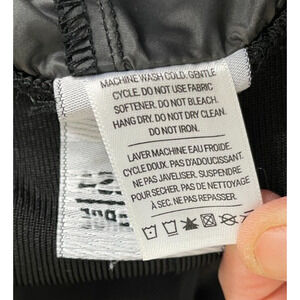 MACHINE WASH COLD. GENTLE
CYCLE. DO NOT USE FABRIC
SOFTENER. DO NOT BLEACH.
HANG DRY. DO NOT DRY CLEAN.
DO NOT IRON.
LAVER MACHINE EAU FROIDE.
CYCLE DOUX. PAS D'ADOUCISSANT.
NE PAS JAVELISER. SUSPENDRE
POUR SÉCHER. PAS DE NETTOYAGE
À SEC. NE PAS REPASSER.